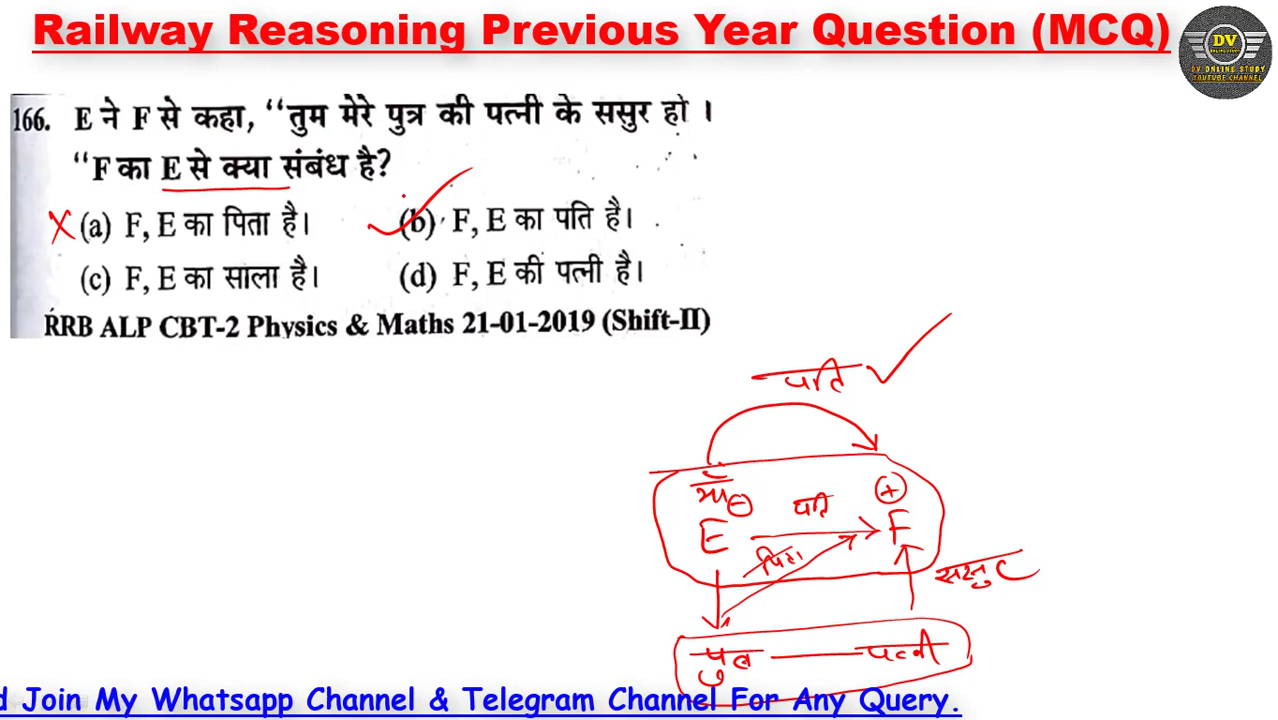 Railway Reasoning Previous Year Question (MCQ)
DV
ONLINE STUDY
DV ONLINE STUDY
YOUTUBE CHANNEL
166. E ने F से कहा, “तुम मेरे पुत्र की पत्नी के ससुर हो ।
“F का E से क्या संबंध है?
(a) F, E का पिता है। (b) F, E का पति है।
(c) F, E का साला है। (d) F, E की पत्नी है।
RRB ALP CBT-2 Physics & Maths 21-01-2019 (Shift-II)
पति
माँ - +
E पति F
पिता
ससुर
पुत्र पत्नी
d Join My Whatsapp Channel & Telegram Channel For Any Query.